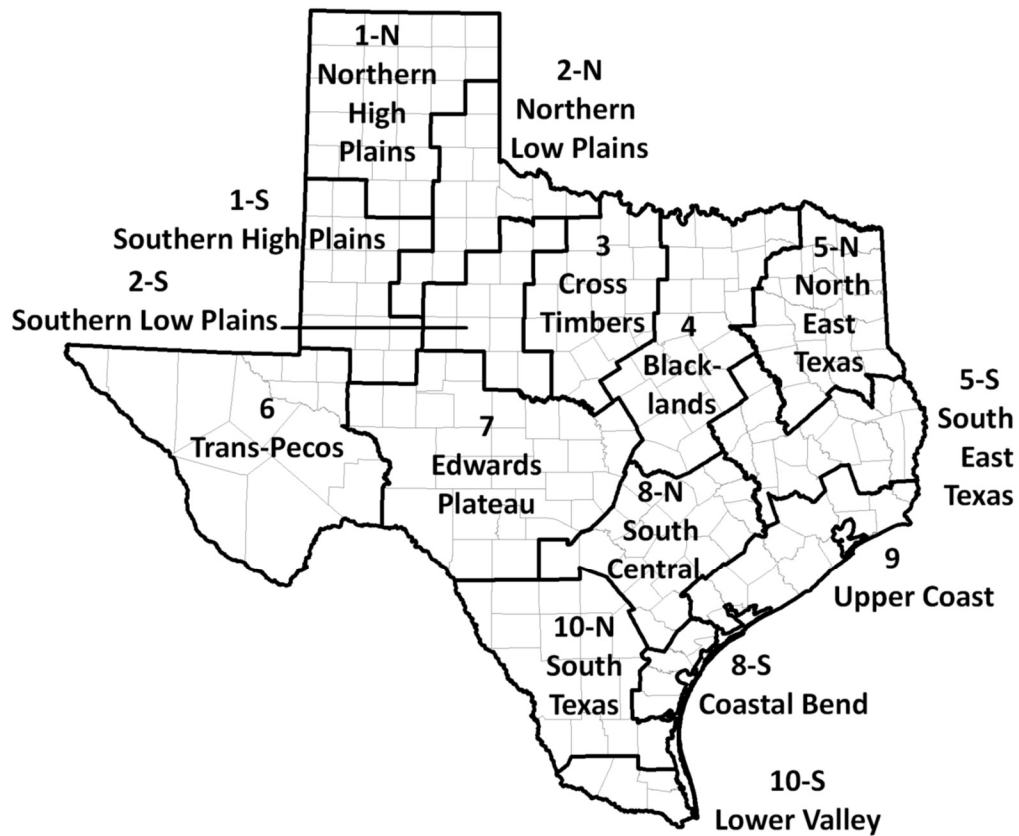 1-N
Northern
High
Plains
2-N
Northern
Low Plains
1-S
Southern High Plains
2-S
Southern Low Plains
3
Cross
Timbers
4
Black-
lands
5-N
North
East
Texas
5-S
South
East
Texas
6
Trans-Pecos
7
Edwards
Plateau
8-N
South
Central
9
Upper Coast
10-N
South
Texas
8-S
Coastal Bend
10-S
Lower Valley